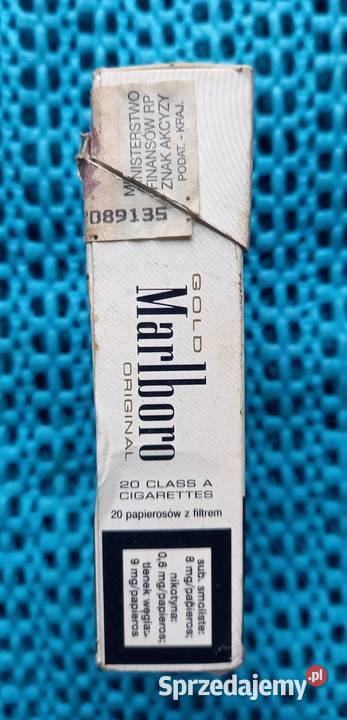 MINISTERSTWO
FINANSÓW RP
ZNAK AKCYZY
PODAT. - KRAJ.
089135
GOLD
Marlboro
ORIGINAL
20 CLASS A
CIGARETTES
20 papierosów z filtrem
sub. smoliste:
8 mg/papieros;
nikotyna:
0,6 mg/papieros;
tlenek węgla:
9 mg/papieros
Sprzedajemy.pl